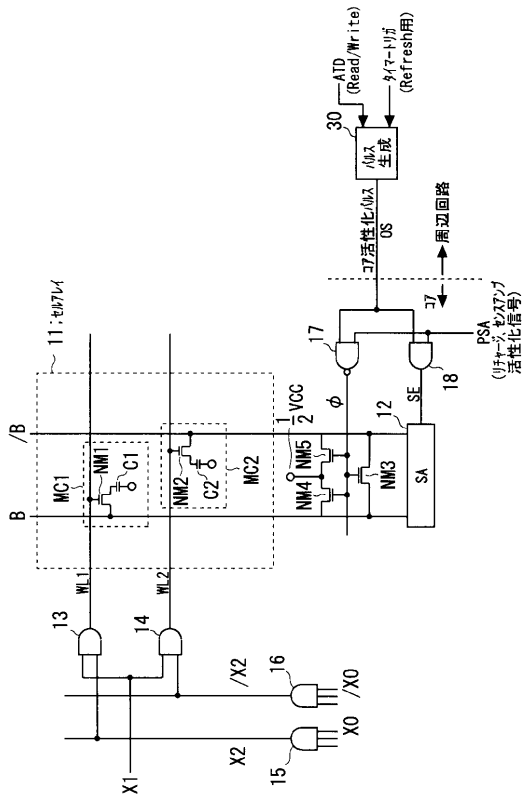 11;セルアレイ
B
/B
MC1
NM1
C1
NM2
C2
MC2
WL1
WL2
13
14
X1
X2
/X2
15
16
X0
/X0
1/2 VCC
NM4
NM5
NM3
φ
SA
12
SE
17
18
PSA
(リチャージ、センスアンプ
活性化信号)
コア
周辺回路
コア活性化パルス
OS
30
パルス
生成
ATD
(Read/Write)
タイマートリガ
(Refresh用)